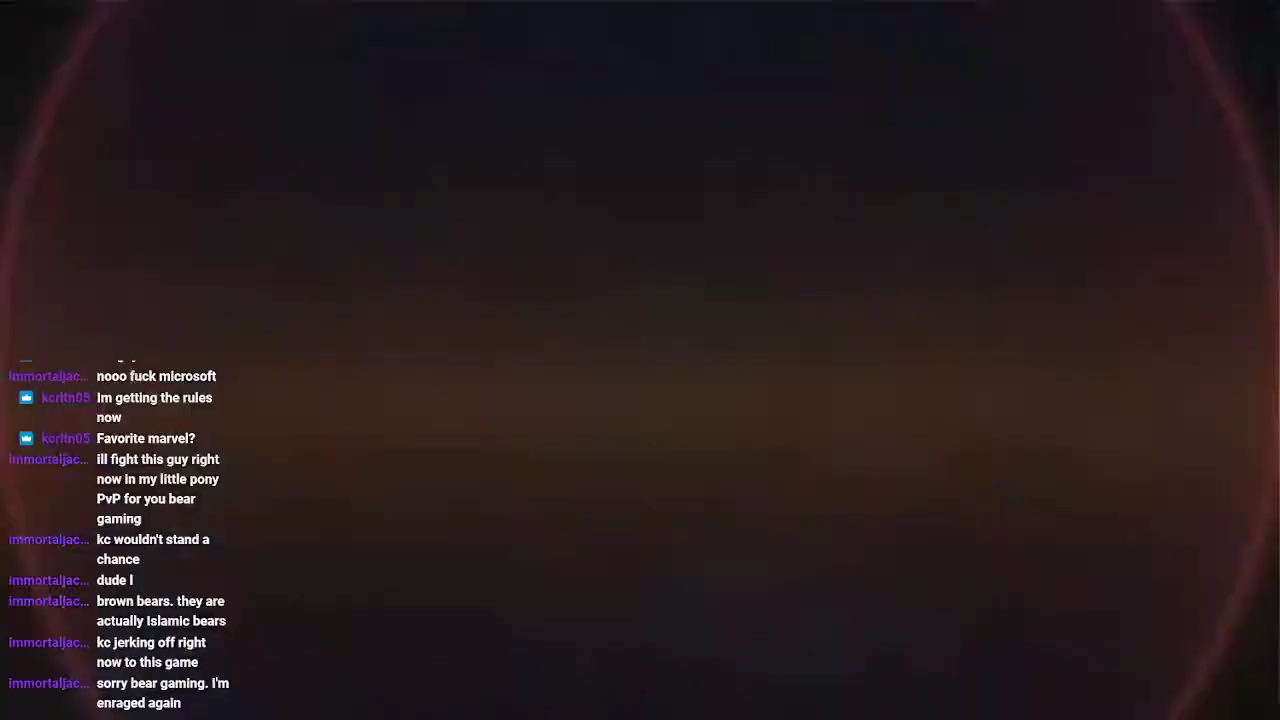 immortaljac... nooo fuck microsoft
kcritn05 Im getting the rules
now
kcritn05 Favorite marvel?
immortaljac... ill fight this guy right
now in my little pony
PvP for you bear
gaming
immortaljac... kc wouldn't stand a
chance
immortaljac... dude I
immortaljac... brown bears. they are
actually Islamic bears
immortaljac... kc jerking off right
now to this game
immortaljac... sorry bear gaming. I'm
enraged again